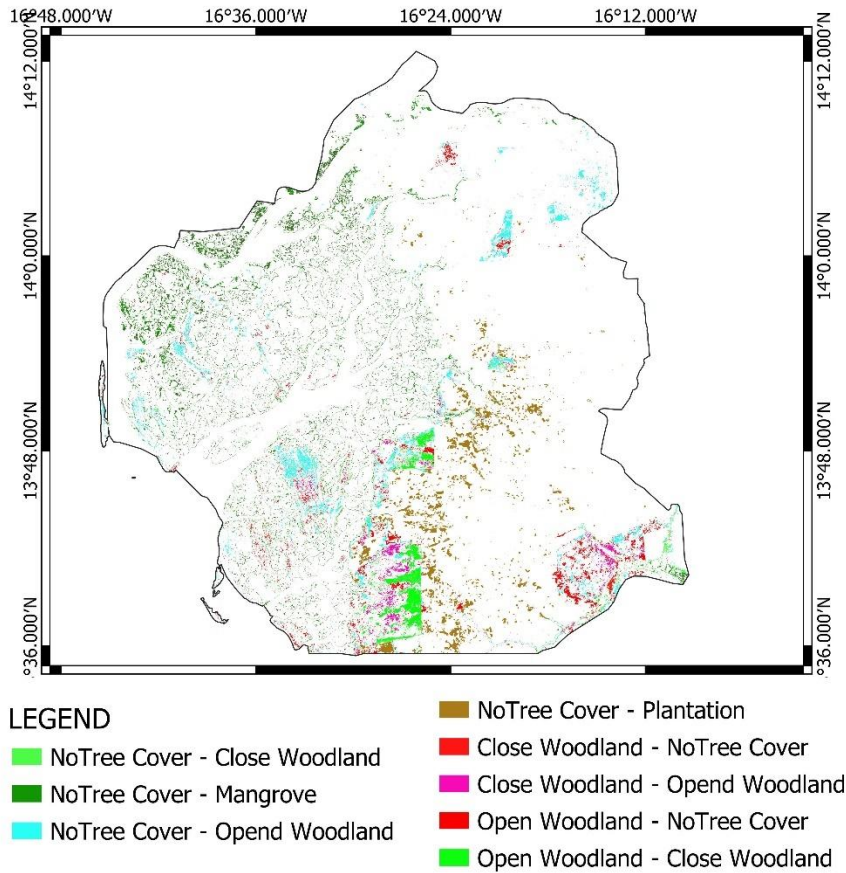 16°48.000'W 16°36.000'W 16°24.000'W 16°12.000'W
14°12.000'N 14°12.000'N
14°0.000'N 14°0.000'N
13°48.000'N 13°48.000'N
°36.000'N °36.000'N
LEGEND
NoTree Cover - Close Woodland
NoTree Cover - Mangrove
NoTree Cover - Opend Woodland
NoTree Cover - Plantation
Close Woodland - NoTree Cover
Close Woodland - Opend Woodland
Open Woodland - NoTree Cover
Open Woodland - Close Woodland